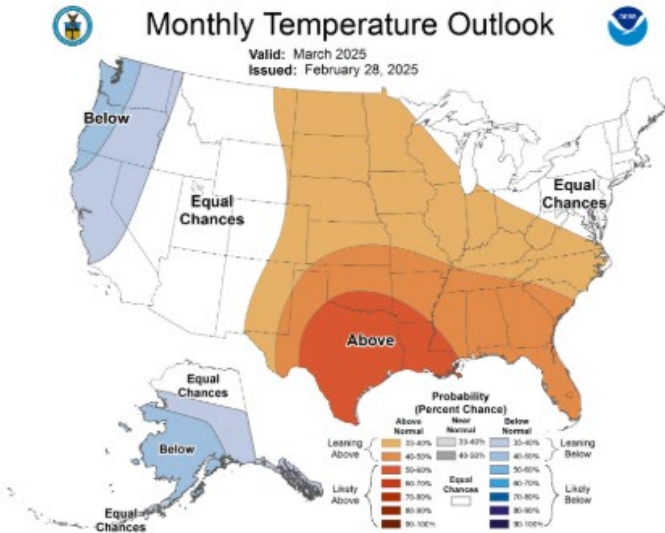 Monthly Temperature Outlook
Valid: March 2025
Issued: February 28, 2025
Below
Equal
Chances
Equal
Chances
Above
Equal
Chances
Below
Equal
Chances
Probability
(Percent Chance)
Above
Normal
Near
Normal
Below
Normal
Leaning
Above
33-40%
33-40%
33-40%
Leaning
Below
40-50%
40-50%
40-50%
Likely
Above
50-60%
60-70%
70-80%
80-90%
90-100%
Equal
Chances
50-60%
60-70%
70-80%
80-90%
90-100%
Likely
Below